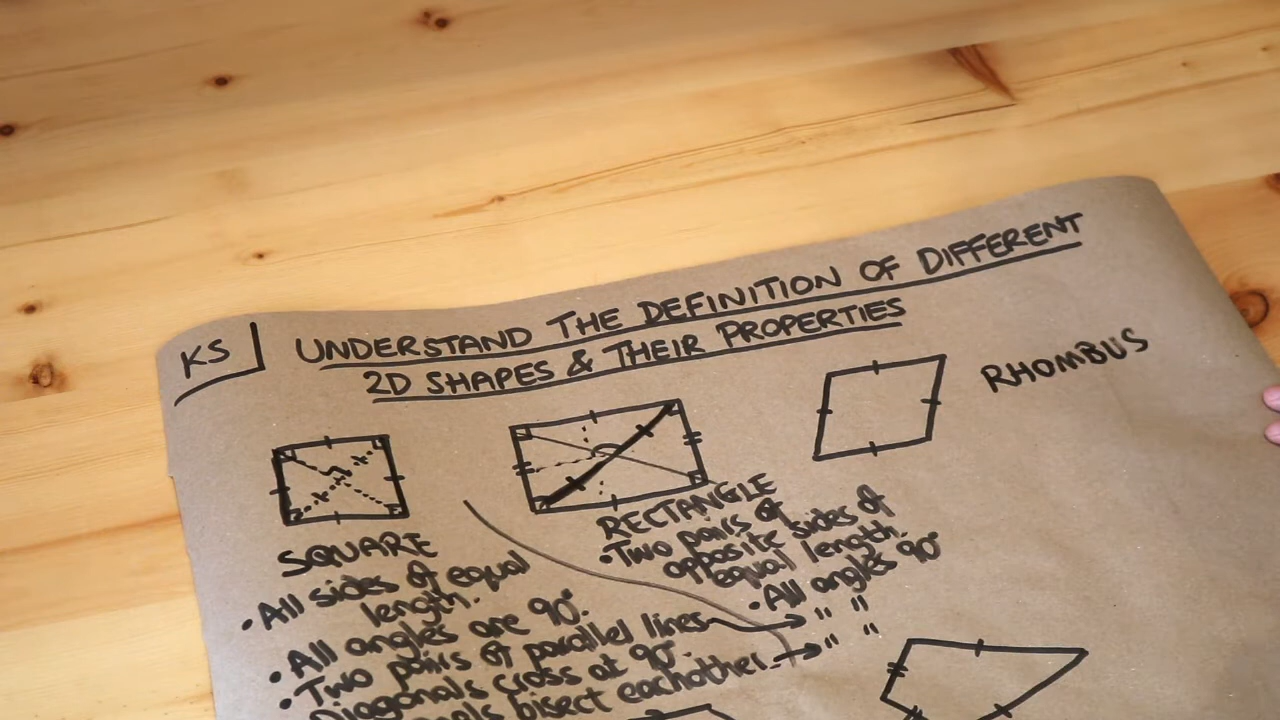 KS
UNDERSTAND THE DEFINITION OF DIFFERENT
2D SHAPES & THEIR PROPERTIES
RHOMBUS
SQUARE
• All sides of equal
length.
• All angles are 90°.
• Two pairs of parallel lines
Diagonals cross at 90°.
bisect eachother.
RECTANGLE
• Two pairs of
opposite sides of
equal length.
• All angles 90°
" "
" "